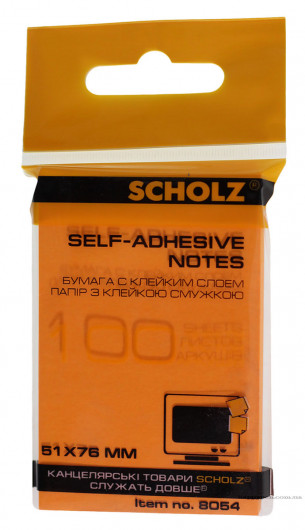 SCHOLZ®
SELF-ADHESIVE
NOTES
БУМАГА С КЛЕЙКИМ СЛОЕМ
ПАПІР З КЛЕЙКОЮ СМУЖКОЮ
100 SHEETS
ЛИСТОВ
АРКУШІВ
51X76 MM
КАНЦЕЛЯРСЬКІ ТОВАРИ SCHOLZ®
СЛУЖАТЬ ДОВШЕ®
Item no. 8054